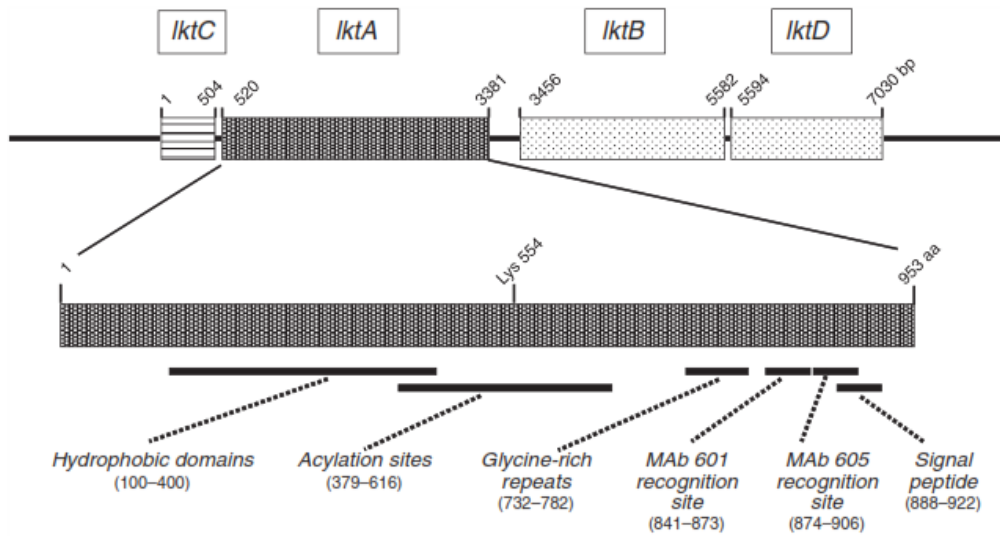 lktC lktA lktB lktD
1 504 520 3381 3456 5582 5594 7030 bp
1 Lys 554 953 aa
Hydrophobic domains
(100–400)
Acylation sites
(379–616)
Glycine-rich
repeats
(732–782)
MAb 601
recognition
site
(841–873)
MAb 605
recognition
site
(874–906)
Signal
peptide
(888–922)